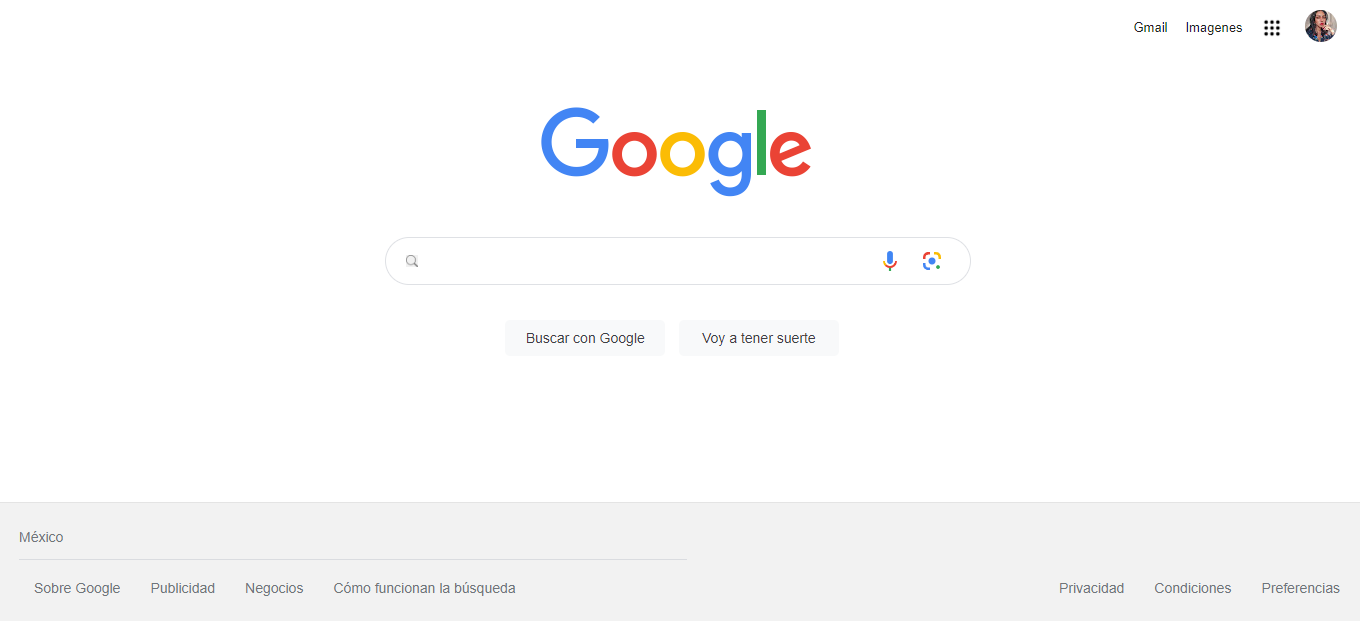 Gmail Imagenes
Google
Buscar con Google Voy a tener suerte
México
Sobre Google Publicidad Negocios Cómo funcionan la búsqueda Privacidad Condiciones Preferencias